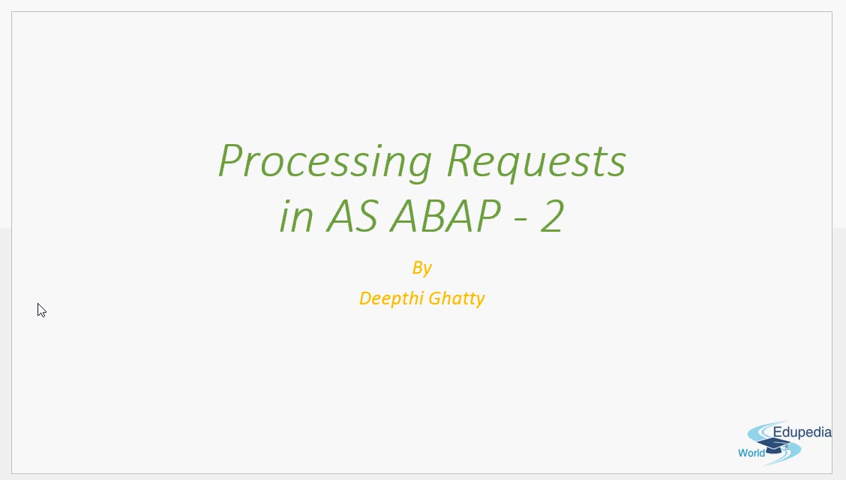 Processing Requests
in AS ABAP - 2
By
Deepthi Ghatty
Edupedia
World